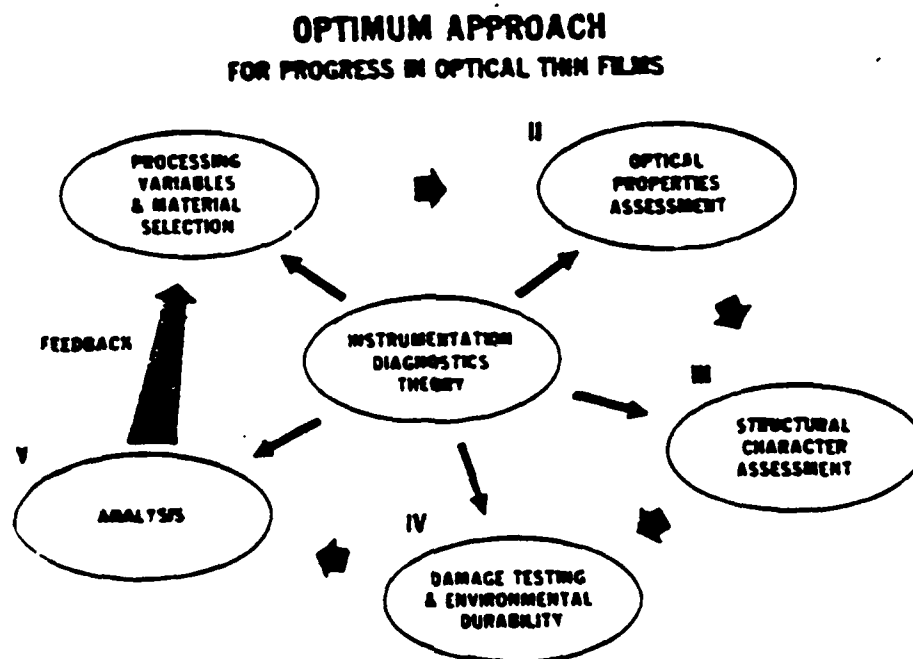 OPTIMUM APPROACH
FOR PROGRESS IN OPTICAL THIN FILMS
PROCESSING
VARIABLES
& MATERIAL
SELECTION
II
OPTICAL
PROPERTIES
ASSESSMENT
FEEDBACK
INSTRUMENTATION
DIAGNOSTICS
THEORY
III
STRUCTURAL
CHARACTER
ASSESSMENT
V
ANALYSIS
IV
DAMAGE TESTING
& ENVIRONMENTAL
DURABILITY